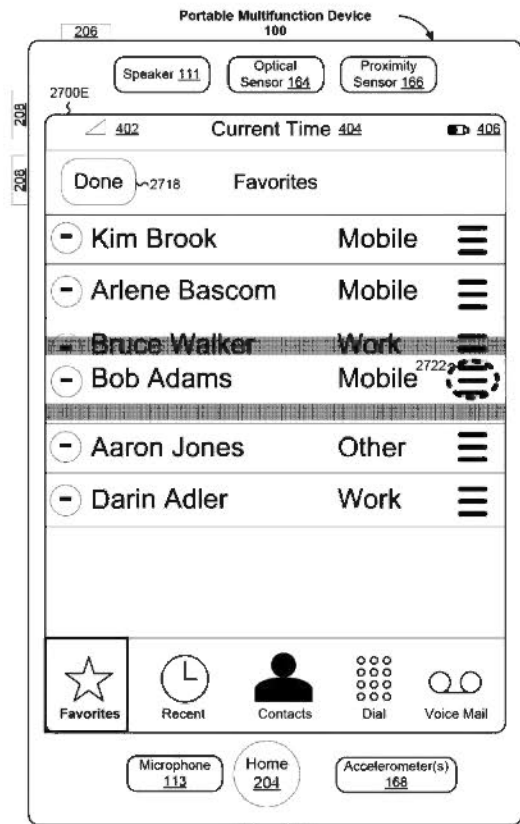 Portable Multifunction Device
100
206
Speaker 111
Optical Sensor 164
Proximity Sensor 166
2700E
208
402 Current Time 404 406
208
Done 2718 Favorites
Kim Brook Mobile
Arlene Bascom Mobile
Bruce Walker Work
Bob Adams Mobile 2722
Aaron Jones Other
Darin Adler Work
Favorites Recent Contacts Dial Voice Mail
Microphone 113
Home 204
Accelerometer(s) 168